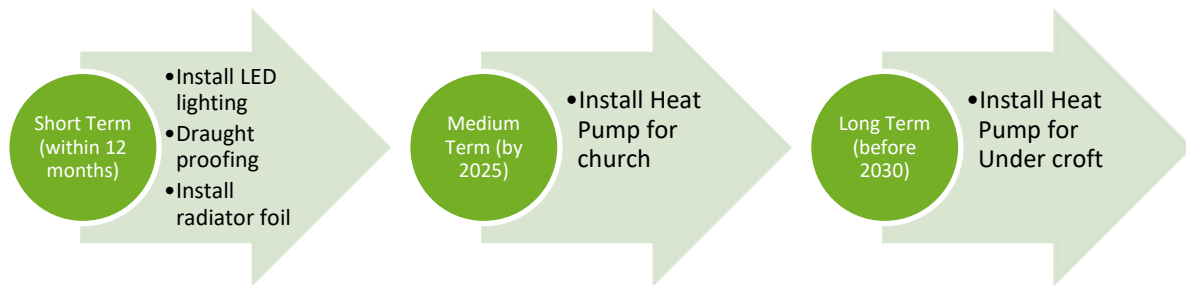 Short Term
(within 12
months)
•Install LED
lighting
•Draught
proofing
•Install
radiator foil
Medium
Term (by
2025)
•Install Heat
Pump for
church
Long Term
(before
2030)
•Install Heat
Pump for
Under croft